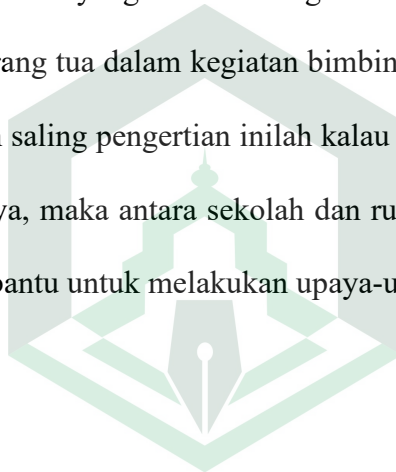 rang tua dalam kegiatan bimbin
saling pengertian inilah kalau
ya, maka antara sekolah dan ru
bantu untuk melakukan upaya-u